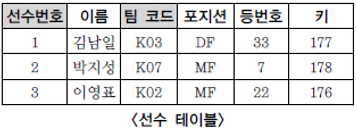 선수번호 이름 팀 코드 포지션 등번호 키
1 김남일 K03 DF 33 177
2 박지성 K07 MF 7 178
3 이영표 K02 MF 22 176
<선수 테이블>